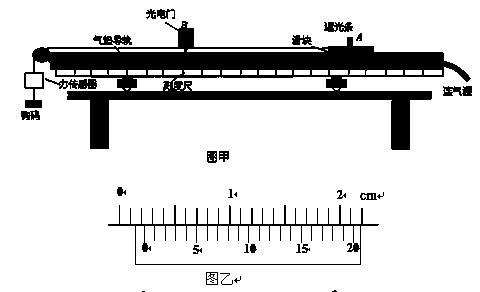 光电门
B
遮光条
气垫导轨
滑块
A
力传感器
刻度尺
连气源
钩码
图甲
0 1 2 cm
0 5 10 15 20
图乙